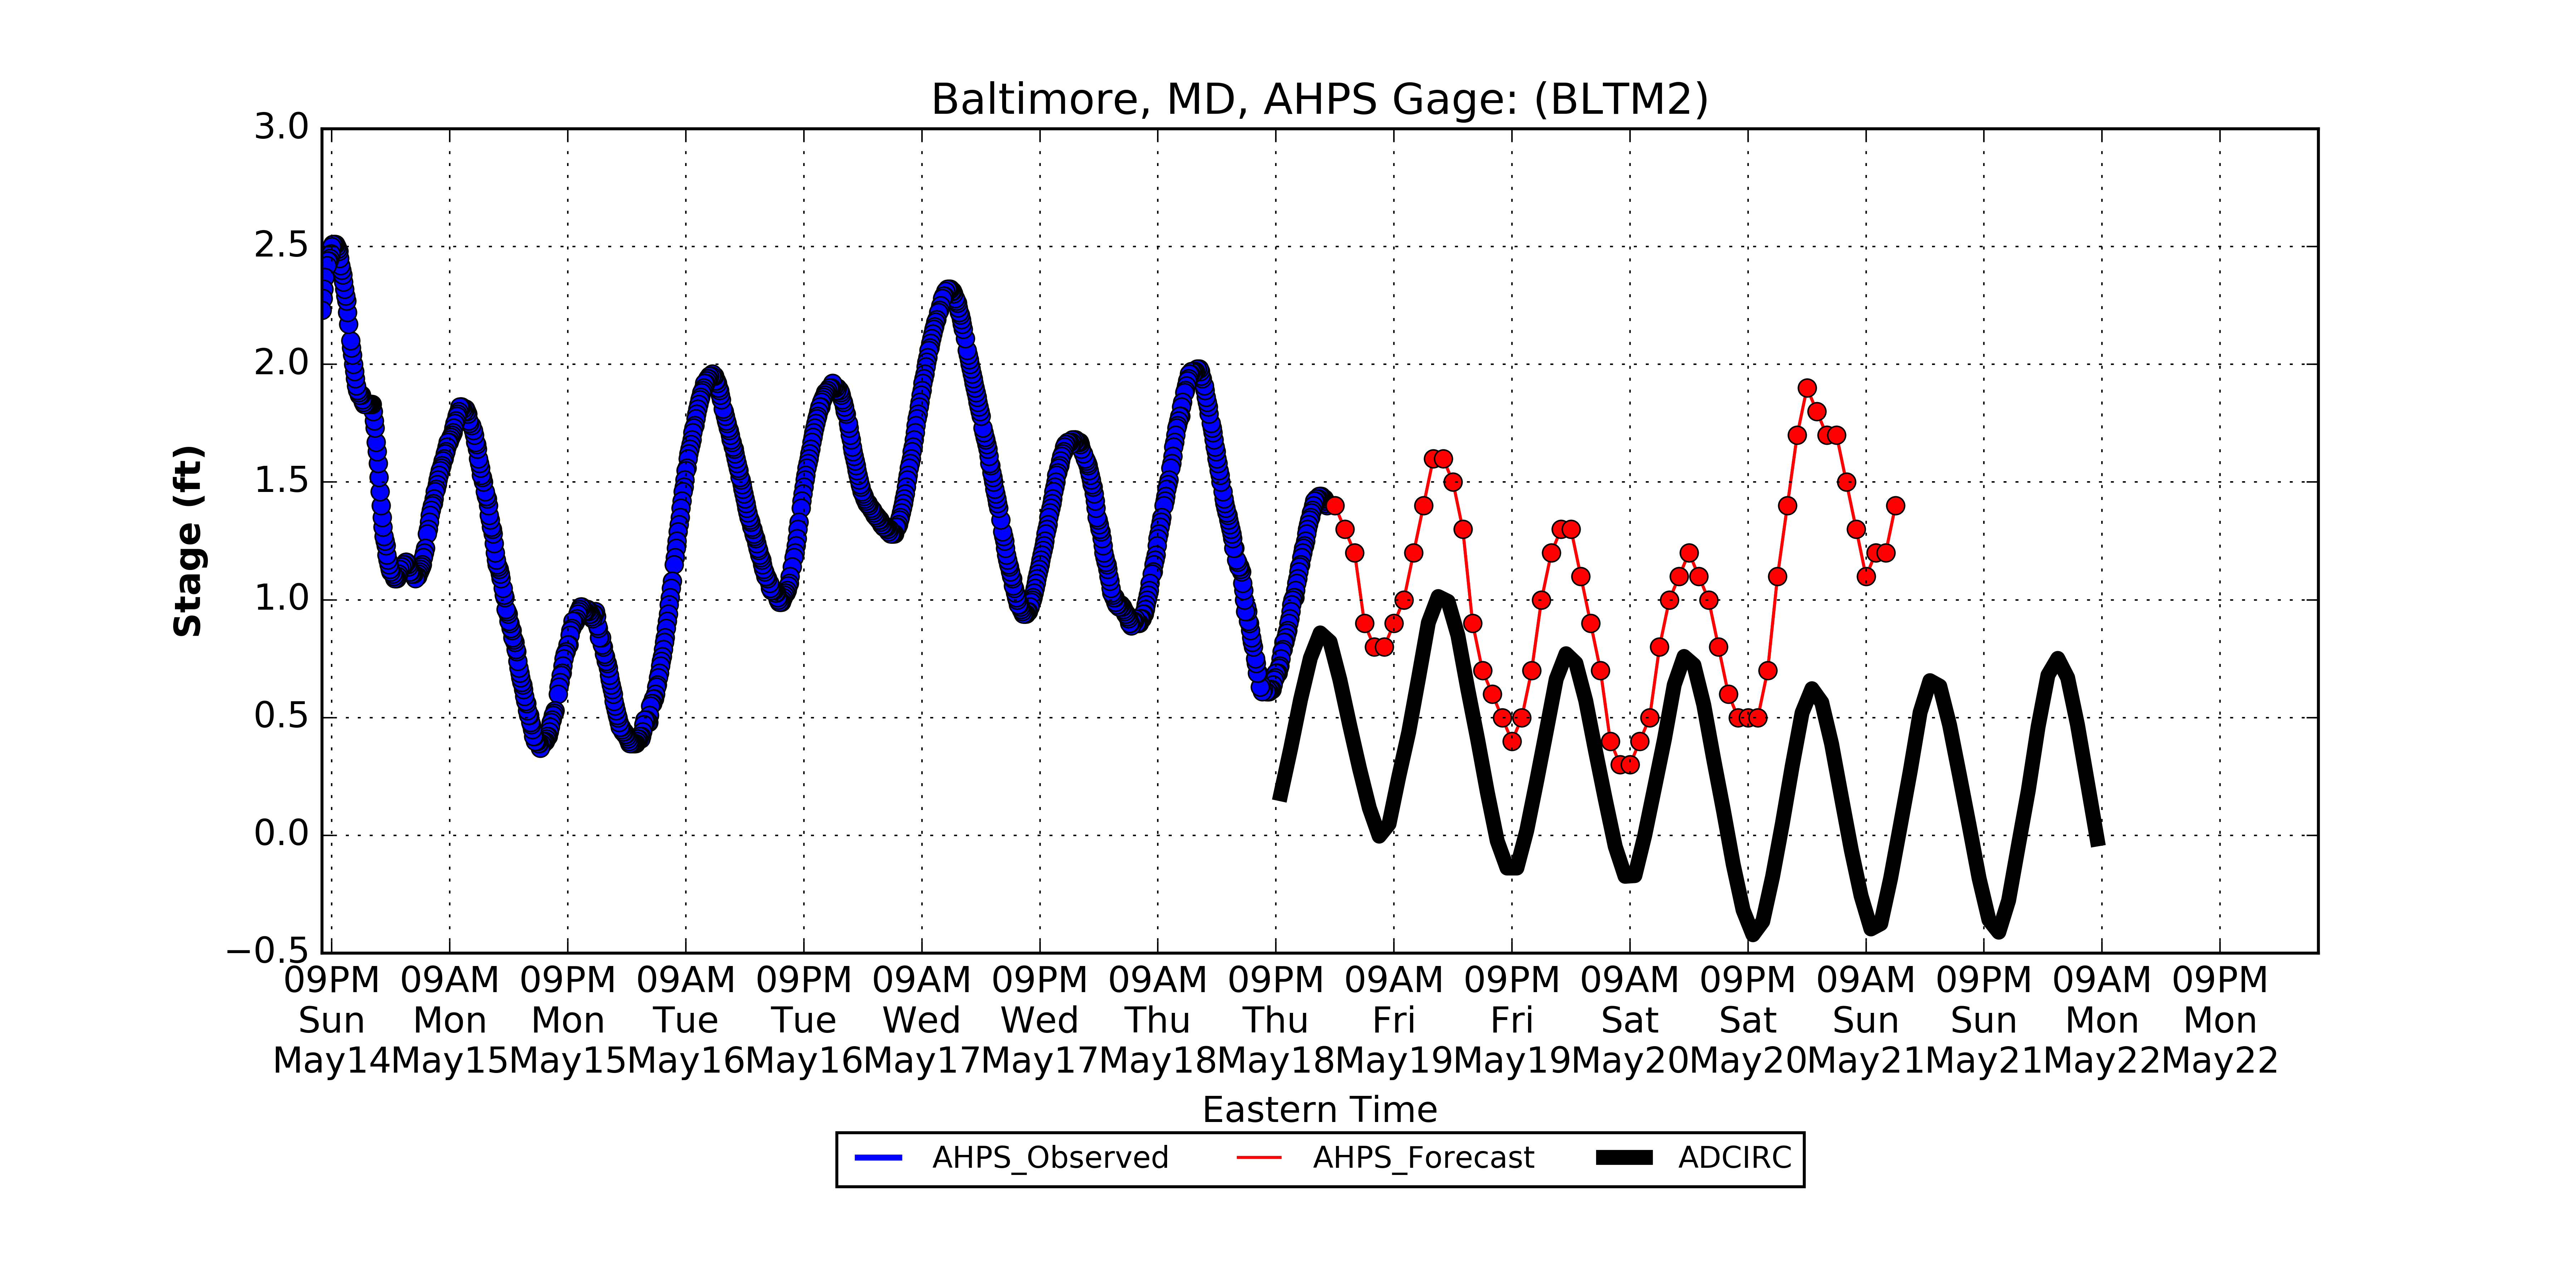 Baltimore, MD, AHPS Gage: (BLTM2)
3.0
2.5
2.0
1.5
1.0
0.5
0.0
−0.5
Stage (ft)
09PM 09AM 09PM 09AM 09PM 09AM 09PM 09AM 09PM 09AM 09PM 09AM 09PM 09AM 09PM 09AM 09PM
Sun Mon Mon Tue Tue Wed Wed Thu Thu Fri Fri Sat Sat Sun Sun Mon Mon
May14 May15 May15 May16 May16 May17 May17 May18 May18 May19 May19 May20 May20 May21 May21 May22 May22
Eastern Time
AHPS_Observed AHPS_Forecast ADCIRC